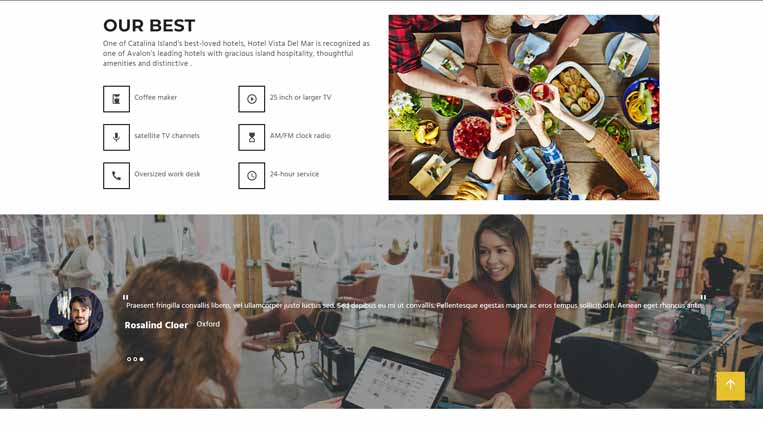 OUR BEST
One of Catalina Island's best-loved hotels, Hotel Vista Del Mar is recognized as
one of Avalon's leading hotels with gracious island hospitality, thoughtful
amenities and distinctive .
Coffee maker
25 inch or larger TV
satellite TV channels
AM/FM clock radio
Oversized work desk
24-hour service
" Praesent fringilla convallis libero, vel ullamcorper justo luctus sed. Sed dapibus eu mi ut convallis. Pellentesque egestas magna ac eros tempus sollicitudin. Aenean eget rhoncus ante. "
Rosalind Cloer Oxford